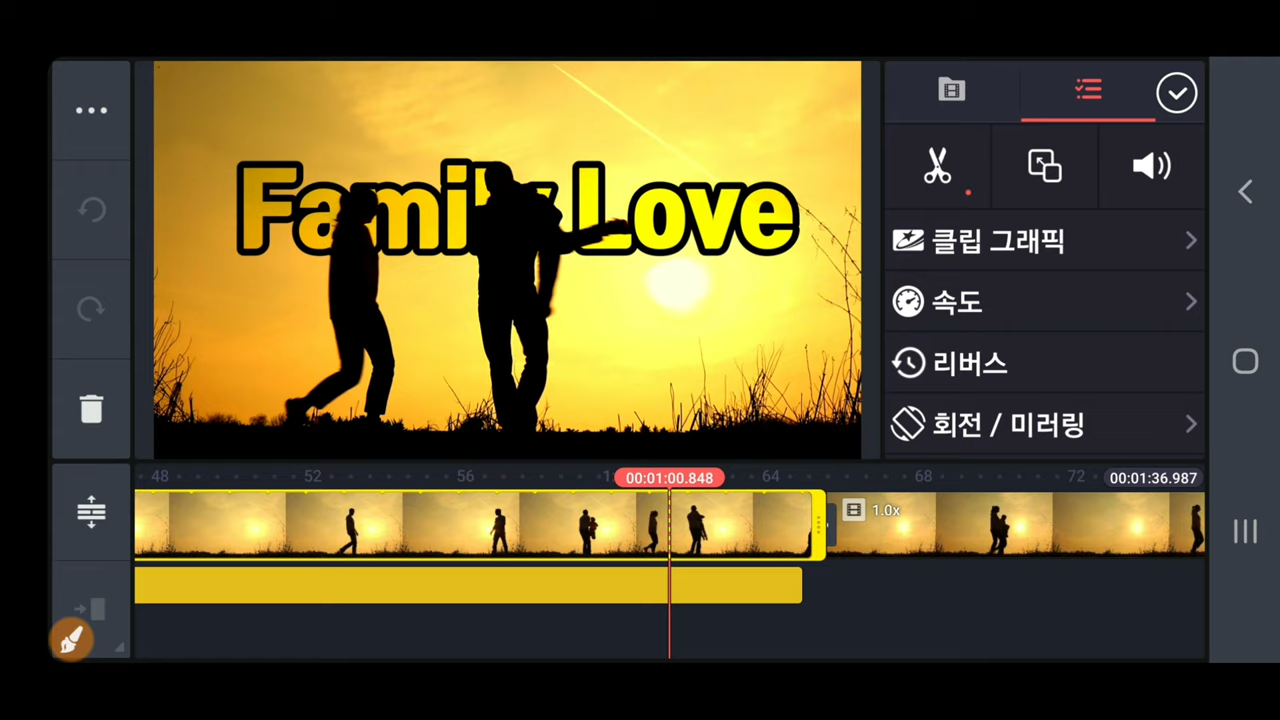 Family Love
클립 그래픽
속도
리버스
회전 / 미러링
48 52 56 00:01:00.848 64 68 72 00:01:36.987
1.0x